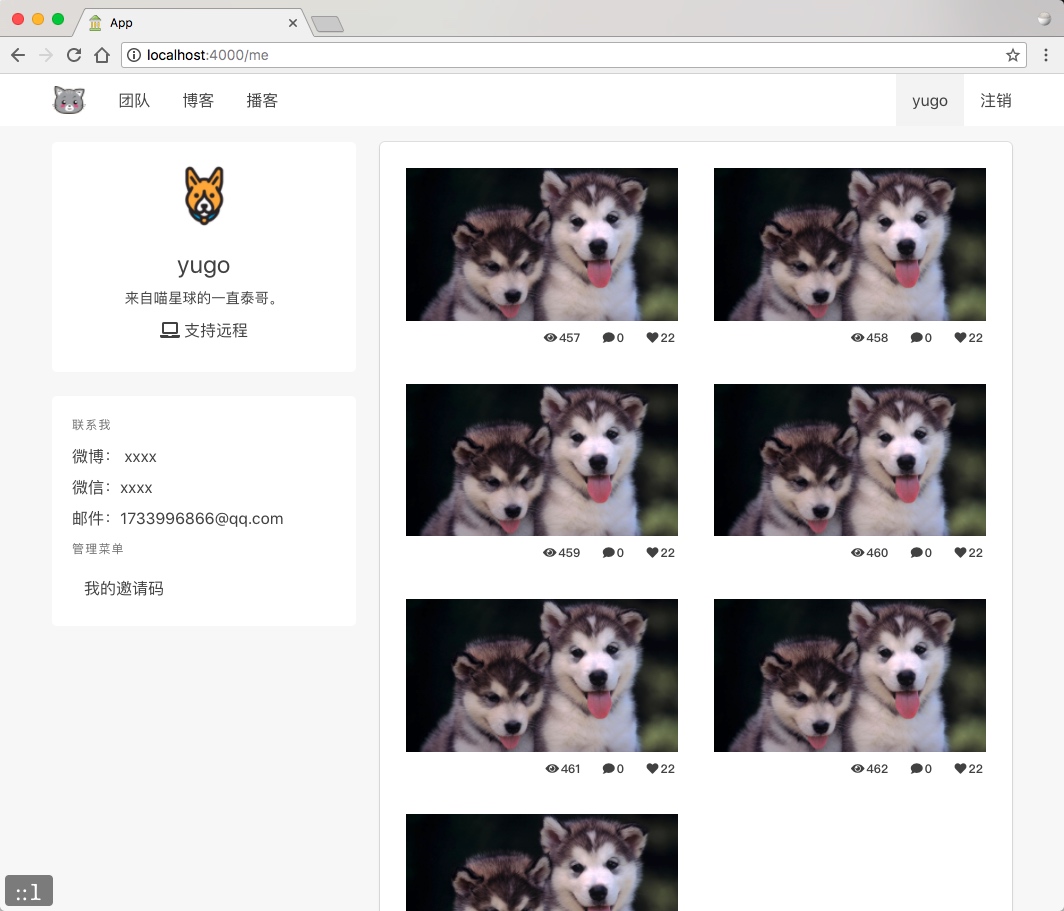 App
localhost:4000/me
团队 博客 播客 yugo 注销
yugo
来自喵星球的一直泰哥。
支持远程
联系我
微博： xxxx
微信：xxxx
邮件：1733996866@qq.com
管理菜单
我的邀请码
457 0 22
458 0 22
459 0 22
460 0 22
461 0 22
462 0 22
::1